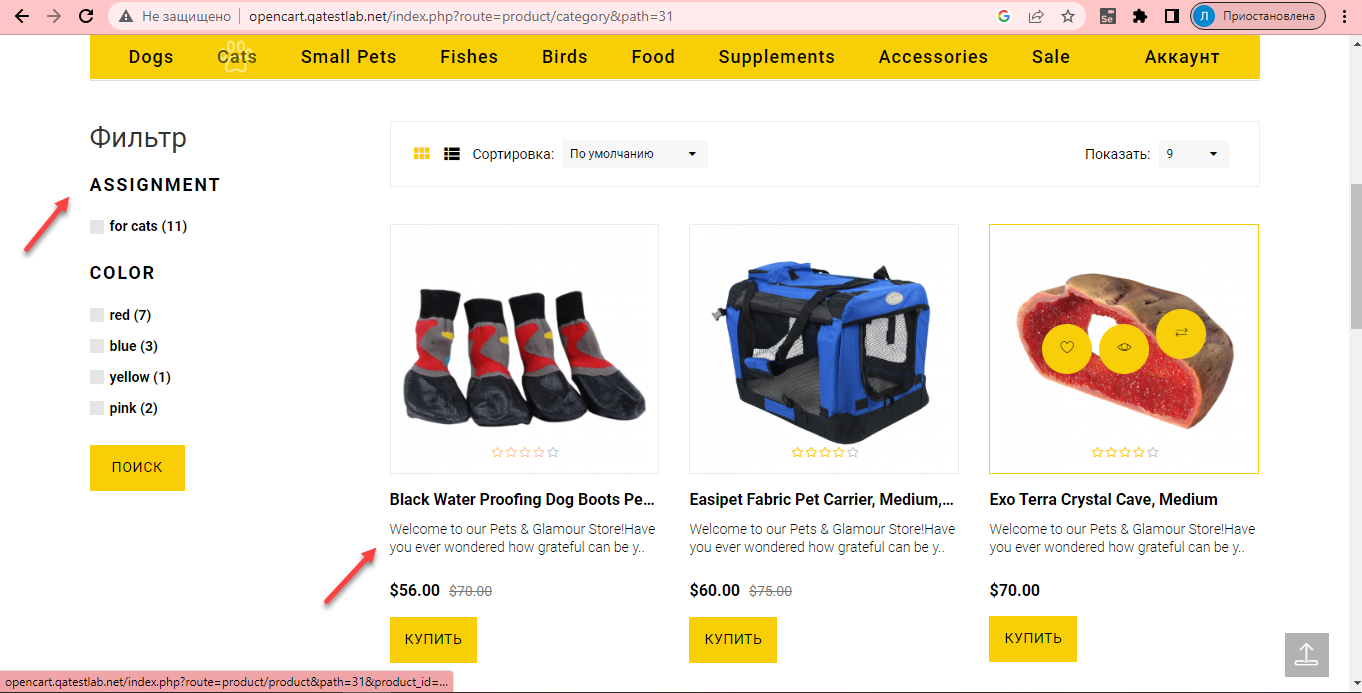 Не защищено opencart.qatestlab.net/index.php?route=product/category&path=31 Se Л Приостановлена
Dogs Cats Small Pets Fishes Birds Food Supplements Accessories Sale Аккаунт
Фильтр
ASSIGNMENT
for cats (11)
COLOR
red (7)
blue (3)
yellow (1)
pink (2)
ПОИСК
Сортировка: По умолчанию Показать: 9
Black Water Proofing Dog Boots Pe...
Welcome to our Pets & Glamour Store!Have
you ever wondered how grateful can be y..
$56.00 $70.00
КУПИТЬ
Easipet Fabric Pet Carrier, Medium,...
Welcome to our Pets & Glamour Store!Have
you ever wondered how grateful can be y..
$60.00 $75.00
КУПИТЬ
Exo Terra Crystal Cave, Medium
Welcome to our Pets & Glamour Store!Have
you ever wondered how grateful can be y..
$70.00
КУПИТЬ
opencart.qatestlab.net/index.php?route=product/product&path=31&product_id=...